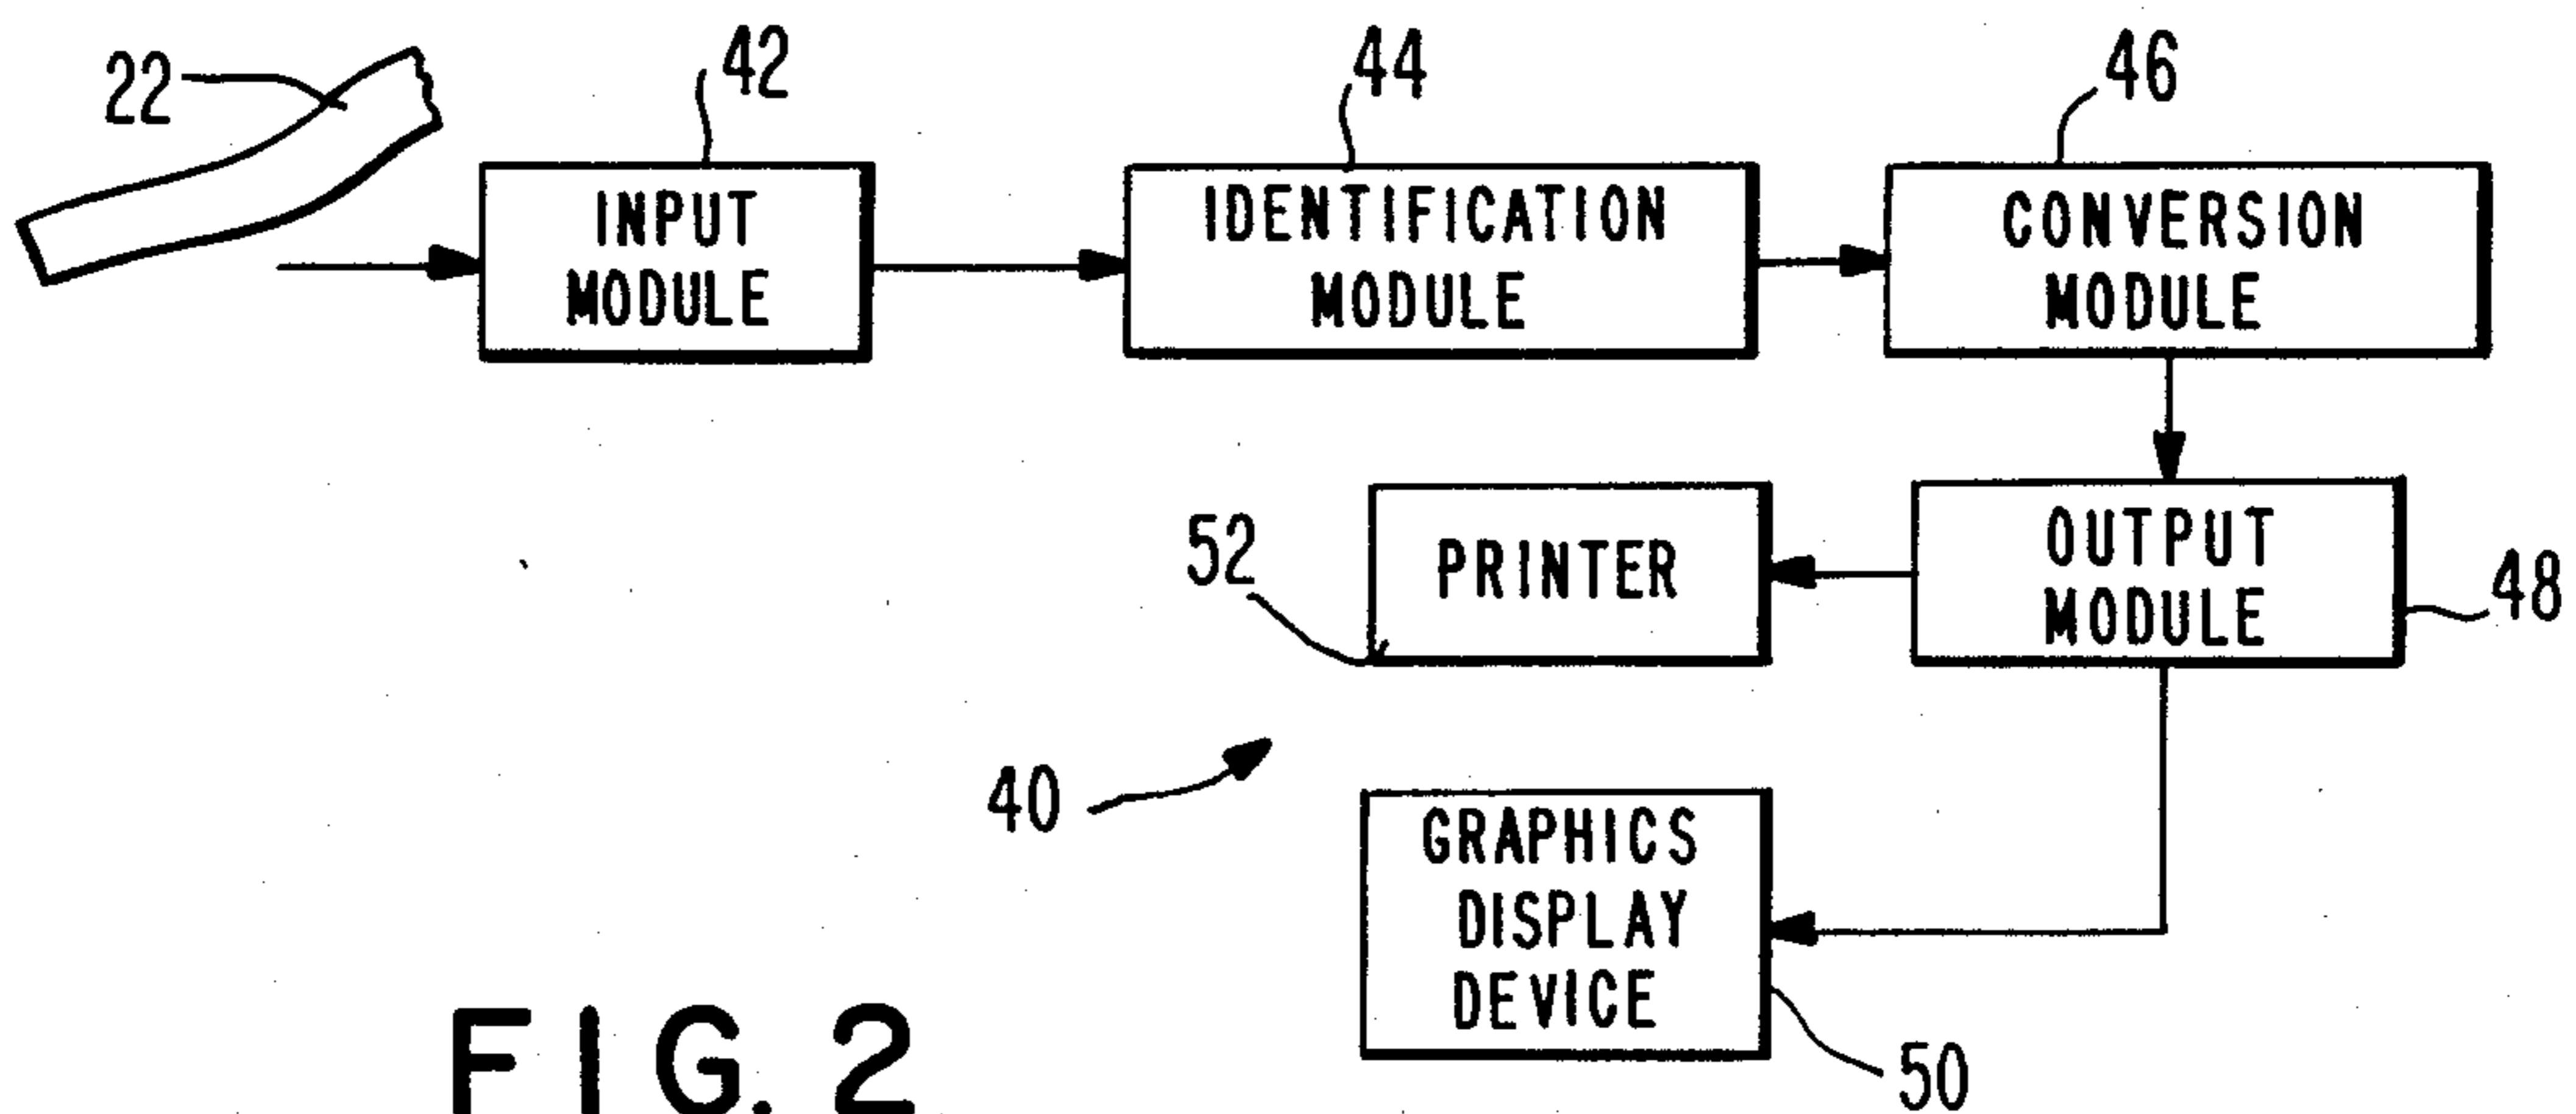 22
42
44
46
INPUT
MODULE
IDENTIFICATION
MODULE
CONVERSION
MODULE
52
PRINTER
OUTPUT
MODULE
48
40
GRAPHICS
DISPLAY
DEVICE
50
FIG. 2